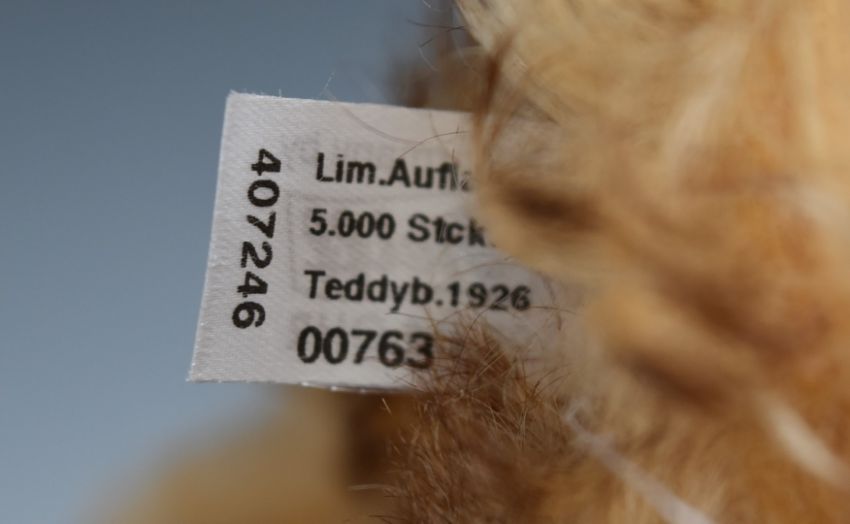 407246
Lim.Aufla
5.000 Stck.
Teddyb.1926
00763